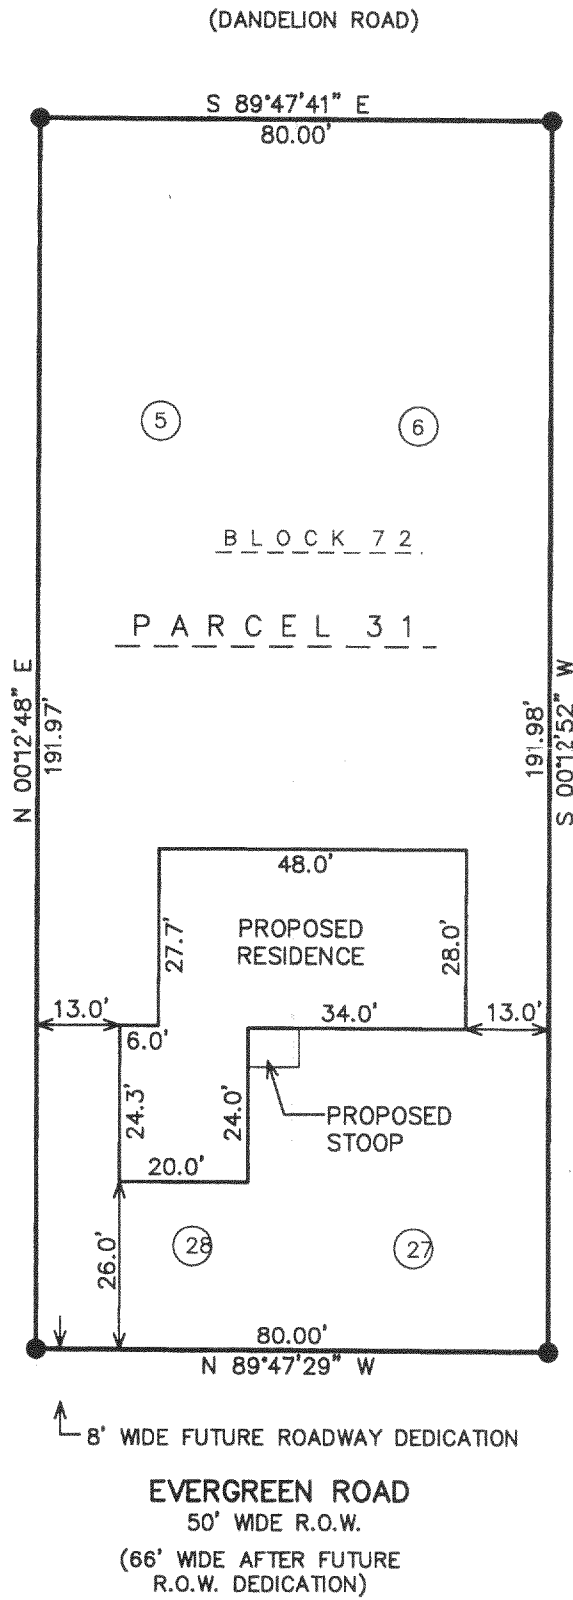 (DANDELION ROAD)
S 89°47'41" E
80.00'
5
6
BLOCK 72
PARCEL 31
N 00°12'48" E
191.97'
191.98'
S 00°12'52" W
48.0'
27.7'
PROPOSED
RESIDENCE
28.0'
13.0'
6.0'
34.0'
13.0'
24.3'
24.0'
PROPOSED
STOOP
20.0'
26.0'
28
27
80.00'
N 89°47'29" W
8' WIDE FUTURE ROADWAY DEDICATION
EVERGREEN ROAD
50' WIDE R.O.W.
(66' WIDE AFTER FUTURE
R.O.W. DEDICATION)